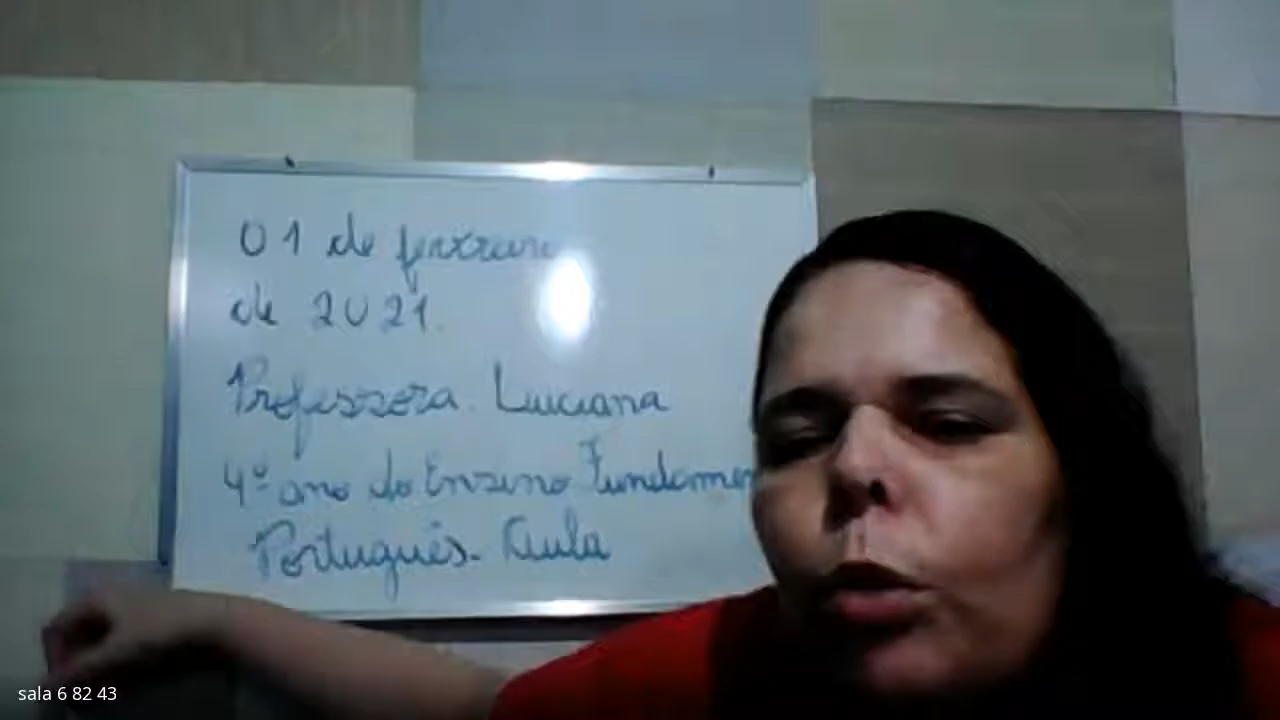 01 de fevereiro
de 2021.
Professora. Luciana
4º ano do Ensino Fundamen
Português. Aula
sala 6 82 43